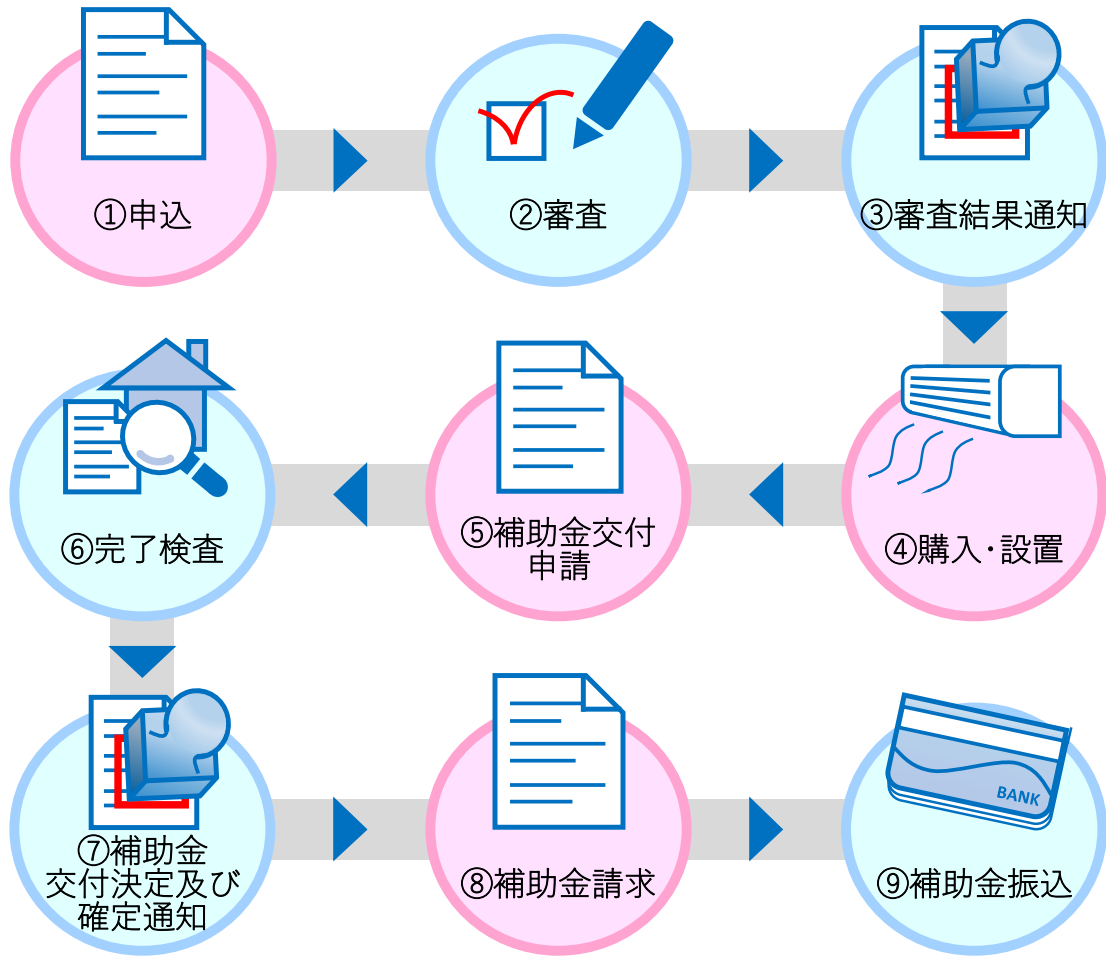 ①申込
②審査
③審査結果通知
④購入・設置
⑤補助金交付
申請
⑥完了検査
⑦補助金
交付決定及び
確定通知
⑧補助金請求
BANK
⑨補助金振込